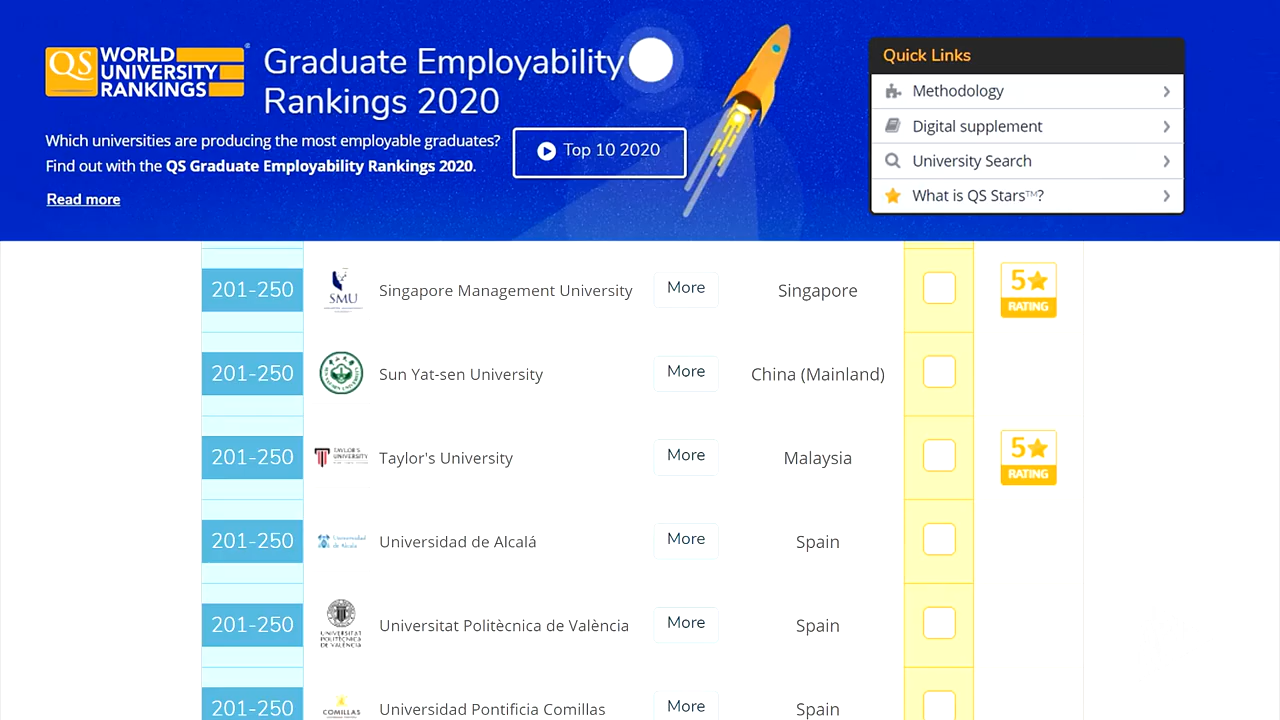 QS WORLD
UNIVERSITY
RANKINGS
®
Graduate Employability
Rankings 2020
Which universities are producing the most employable graduates?
Find out with the QS Graduate Employability Rankings 2020.
Read more
Top 10 2020
Quick Links
Methodology
Digital supplement
University Search
What is QS Stars™?
201-250 SMU Singapore Management University More Singapore 5 RATING
201-250 Sun Yat-sen University More China (Mainland)
201-250 TAYLOR'S UNIVERSITY Taylor's University More Malaysia 5 RATING
201-250 Universidad de Alcalá Universidad de Alcalá More Spain
201-250 UNIVERSITAT POLITÈCNICA DE VALÈNCIA Universitat Politècnica de València More Spain
201-250 COMILLAS Universidad Pontificia Comillas More Spain